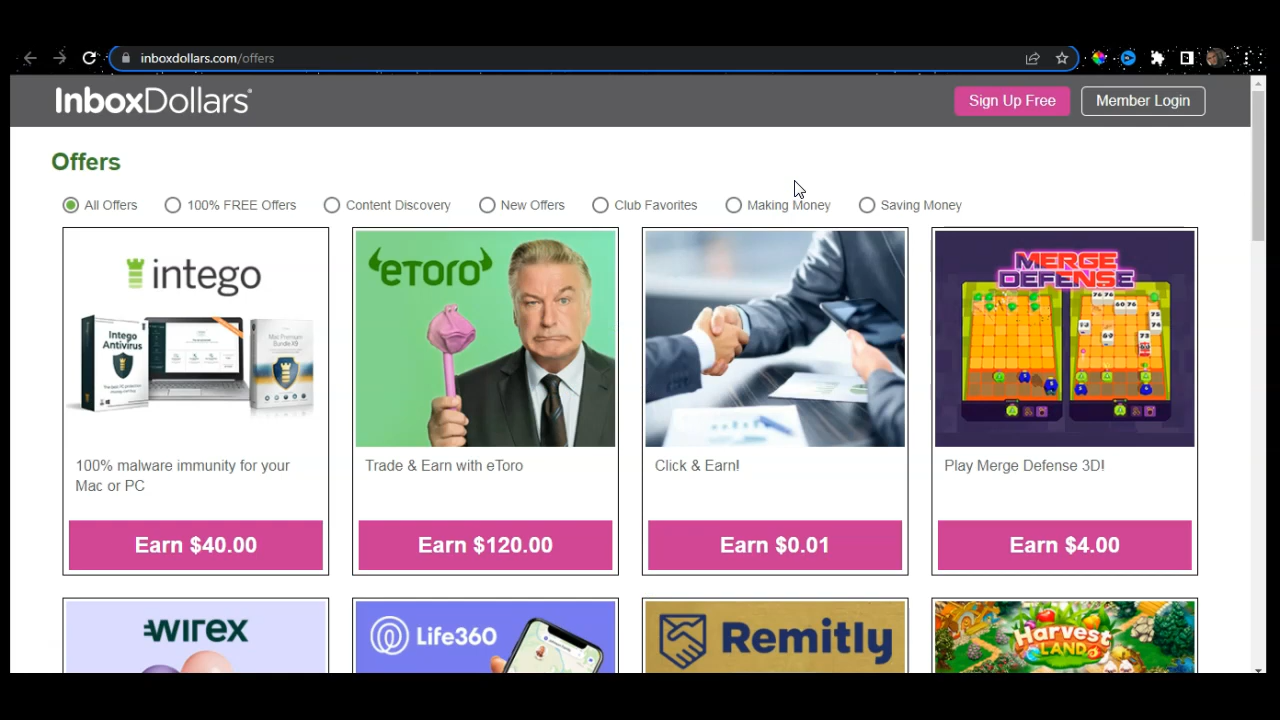 inboxdollars.com/offers
InboxDollars®
Sign Up Free
Member Login
Offers
All Offers
100% FREE Offers
Content Discovery
New Offers
Club Favorites
Making Money
Saving Money
intego
Intego
Antivirus
100% malware immunity for your
Mac or PC
Earn $40.00
eToro
Trade & Earn with eToro
Earn $120.00
Click & Earn!
Earn $0.01
MERGE
DEFENSE
Play Merge Defense 3D!
Earn $4.00
WIREX
Life360
Remitly
Harvest
LAND